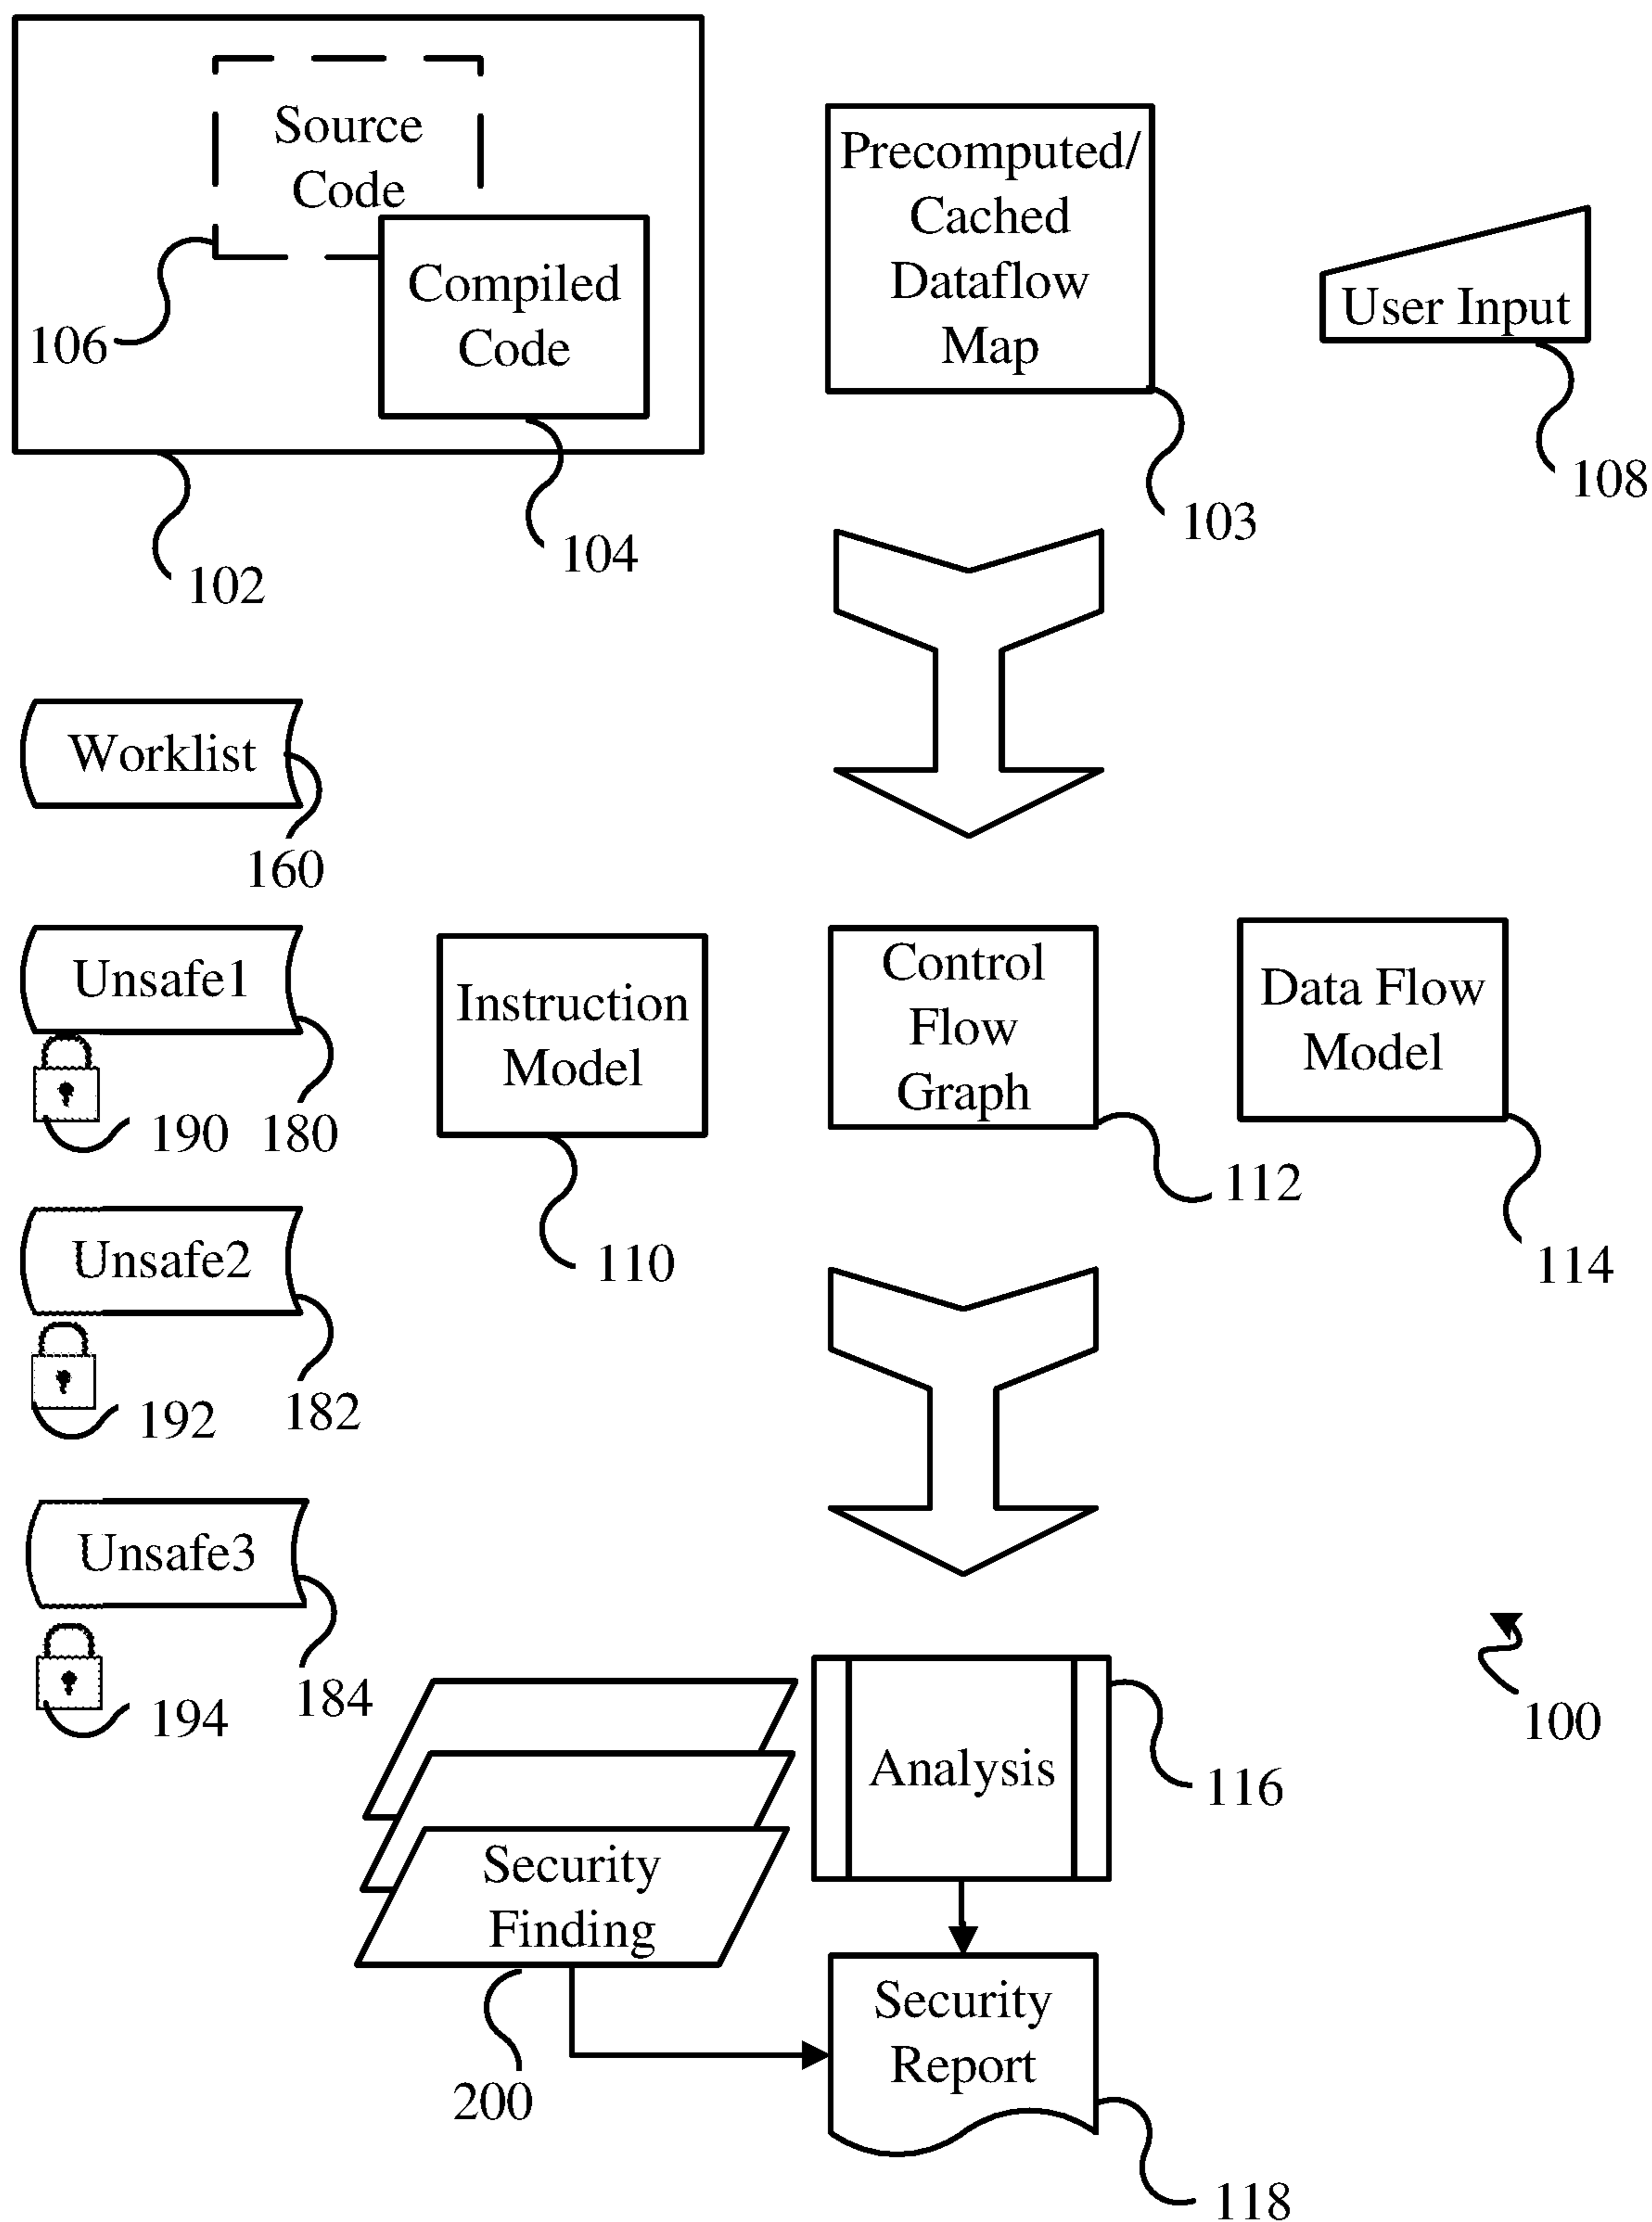 Source
Code
Compiled
Code
106
104
102
Precomputed/
Cached
Dataflow
Map
103
User Input
108
Worklist
160
Unsafe1
190
180
Instruction
Model
110
Control
Flow
Graph
112
Data Flow
Model
114
Unsafe2
192
182
Unsafe3
194
184
100
Analysis
116
Security
Finding
200
Security
Report
118